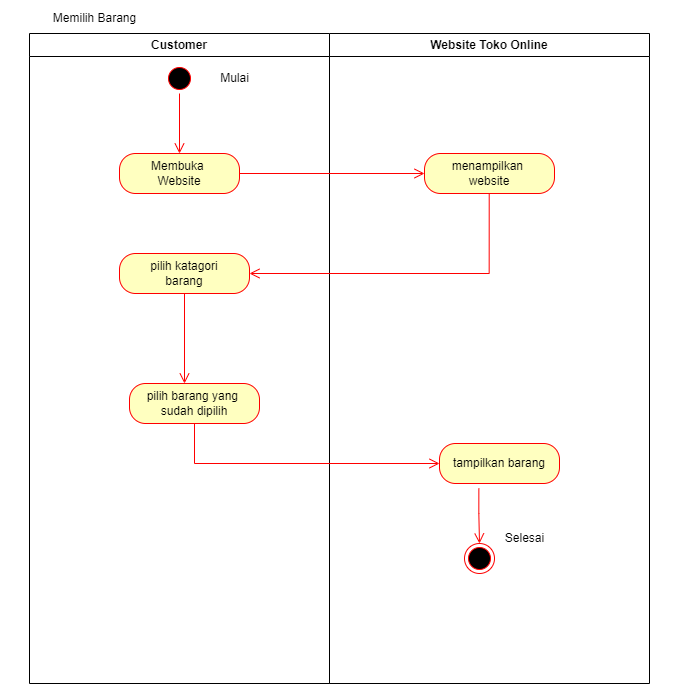 Memilih Barang
Customer
Website Toko Online
Mulai
Membuka
Website
menampilkan
website
pilih katagori
barang
pilih barang yang
sudah dipilih
tampilkan barang
Selesai